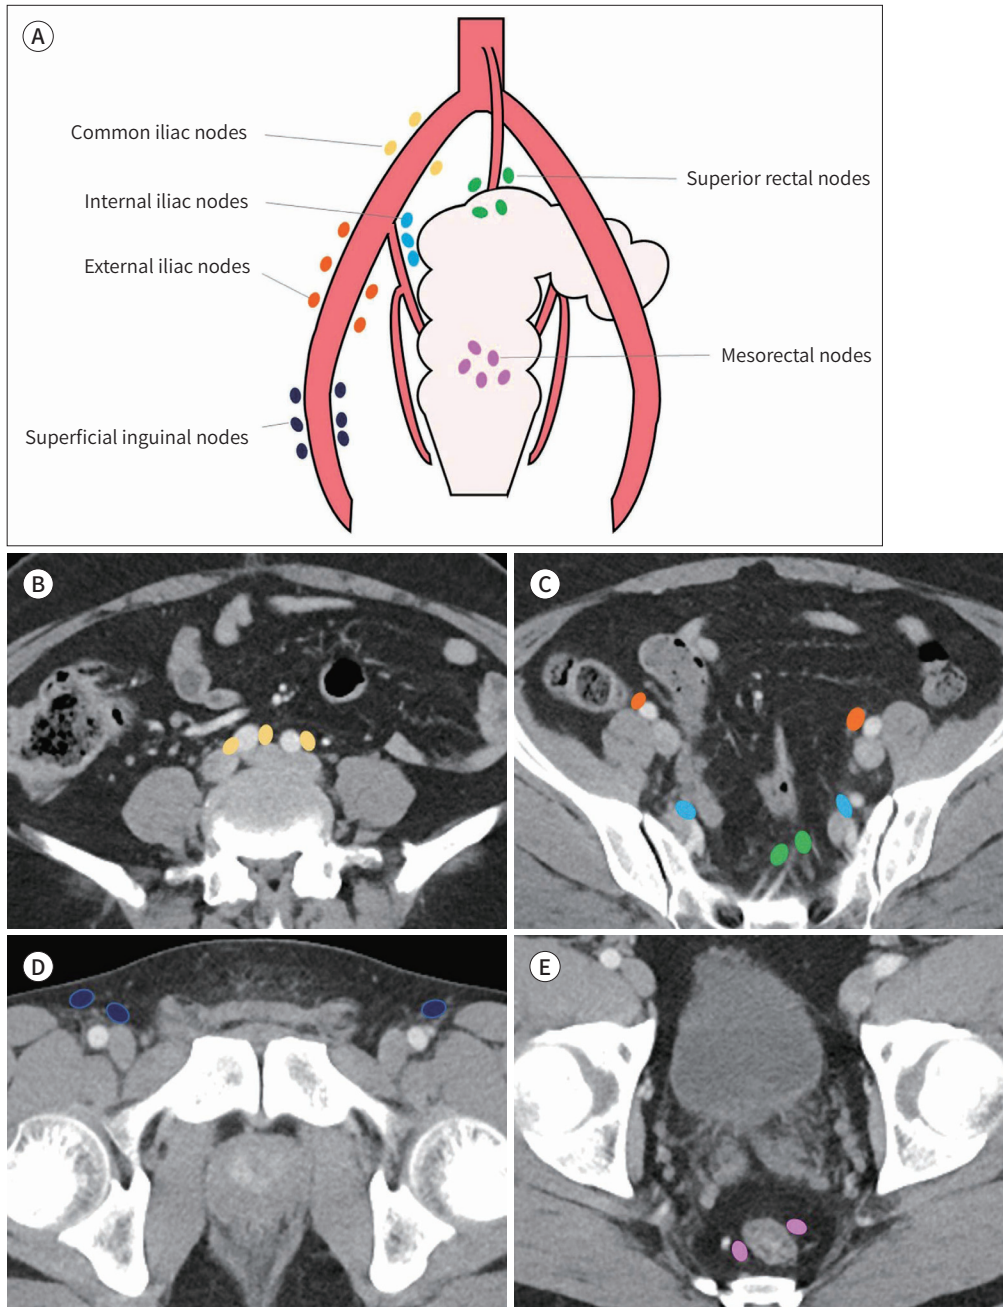 A
Common iliac nodes
Superior rectal nodes
Internal iliac nodes
External iliac nodes
Mesorectal nodes
Superficial inguinal nodes
B
C
D
E